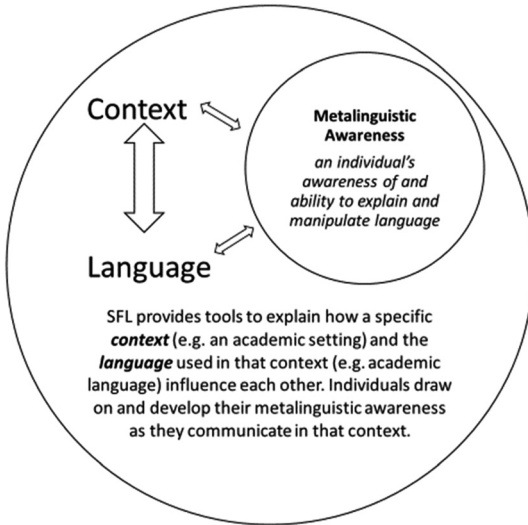 Context
Metalinguistic
Awareness
an individual's
awareness of and
ability to explain and
manipulate language
Language
SFL provides tools to explain how a specific
context (e.g. an academic setting) and the
language used in that context (e.g. academic
language) influence each other. Individuals draw
on and develop their metalinguistic awareness
as they communicate in that context.